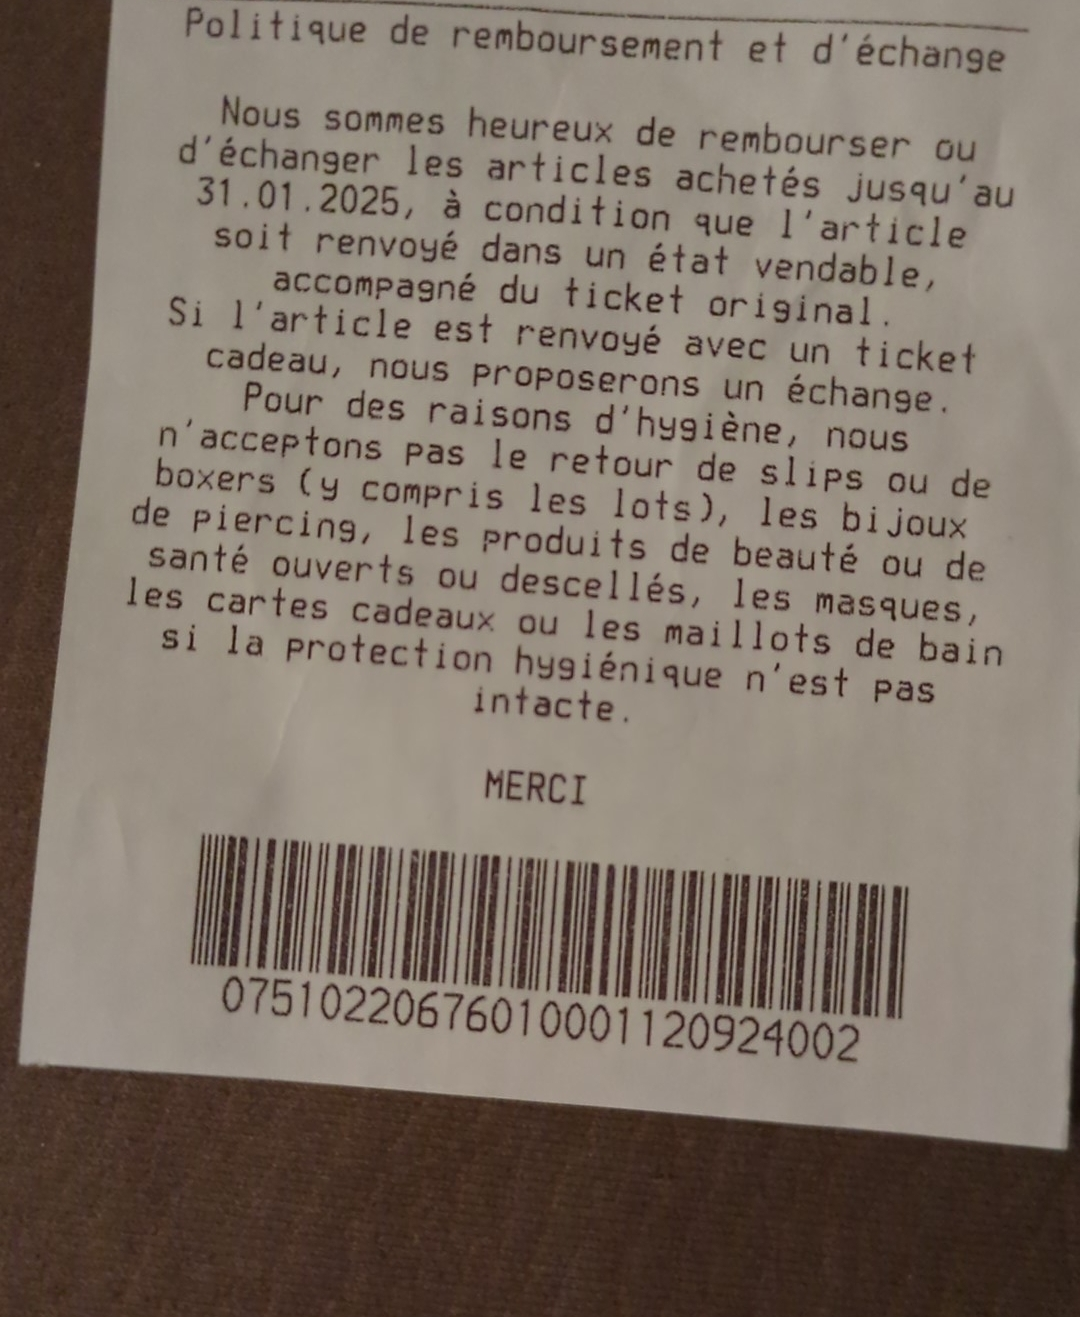 Politique de remboursement et d'échange
Nous sommes heureux de rembourser ou
d'échanger les articles achetés jusqu'au
31.01.2025, à condition que l'article
soit renvoyé dans un état vendable,
accompagné du ticket original.
Si l'article est renvoyé avec un ticket
cadeau, nous proposerons un échange.
Pour des raisons d'hygiène, nous
n'acceptons pas le retour de slips ou de
boxers (y compris les lots), les bijoux
de piercing, les produits de beauté ou de
santé ouverts ou descellés, les masques,
les cartes cadeaux ou les maillots de bain
si la protection hygiénique n'est pas
intacte.
MERCI
07510220676010001120924002